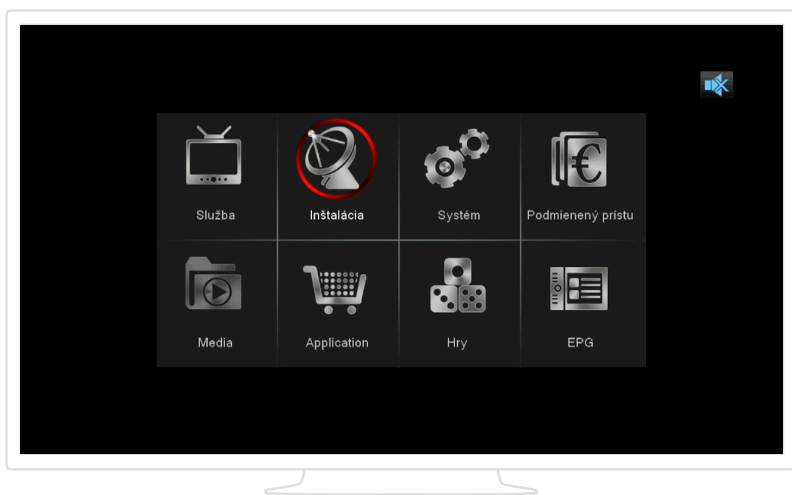 Služba
Inštalácia
Systém
Podmienený prístu
Media
Application
Hry
EPG